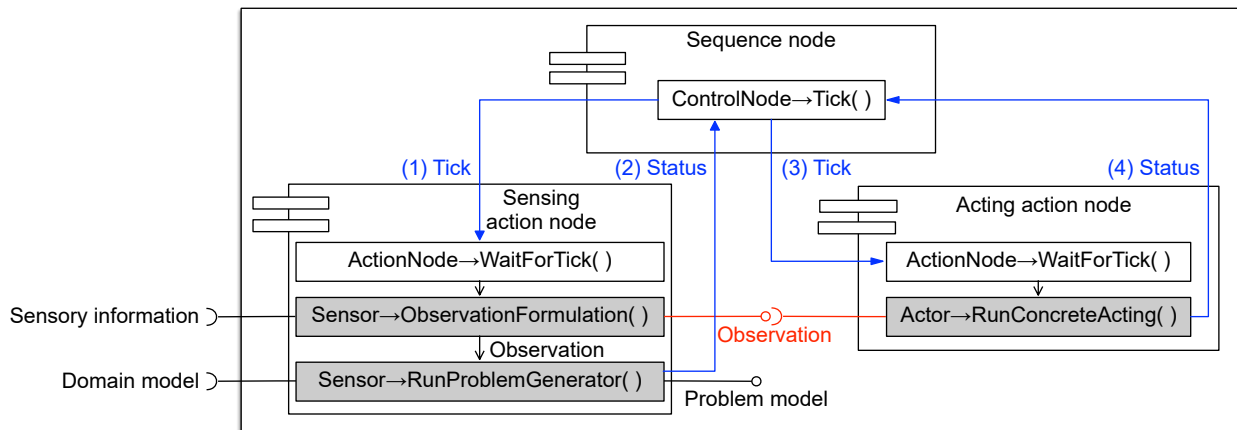 Sequence node
ControlNode→Tick( )
(1) Tick
(2) Status
(3) Tick
(4) Status
Sensing
action node
ActionNode→WaitForTick( )
Sensory information
Sensor→ObservationFormulation( )
Observation
Domain model
Sensor→RunProblemGenerator( )
Problem model
Observation
Acting action node
ActionNode→WaitForTick( )
Actor→RunConcreteActing( )